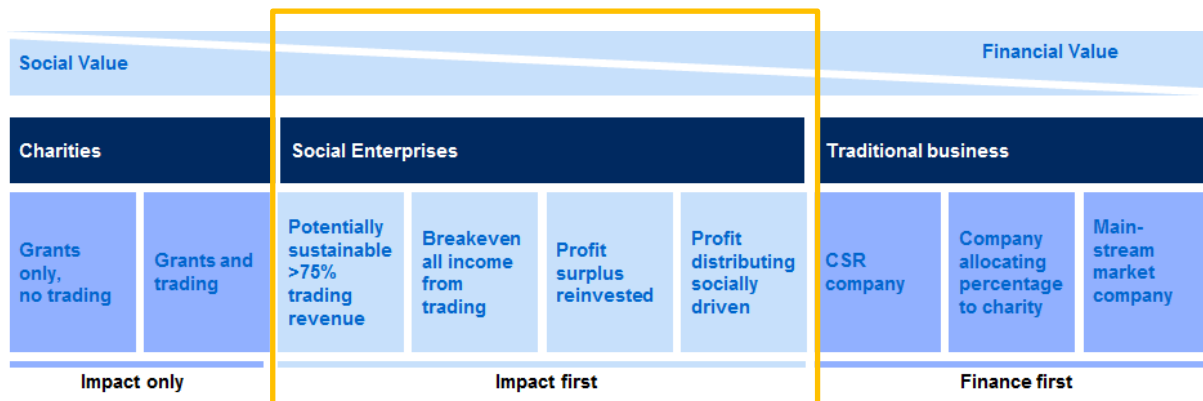 Social Value
Financial Value
Charities
Social Enterprises
Traditional business
Grants
only,
no trading
Grants and
trading
Potentially
sustainable
>75%
trading
revenue
Breakeven
all income
from
trading
Profit
surplus
reinvested
Profit
distributing
socially
driven
CSR
company
Company
allocating
percentage
to charity
Main-
stream
market
company
Impact only
Impact first
Finance first